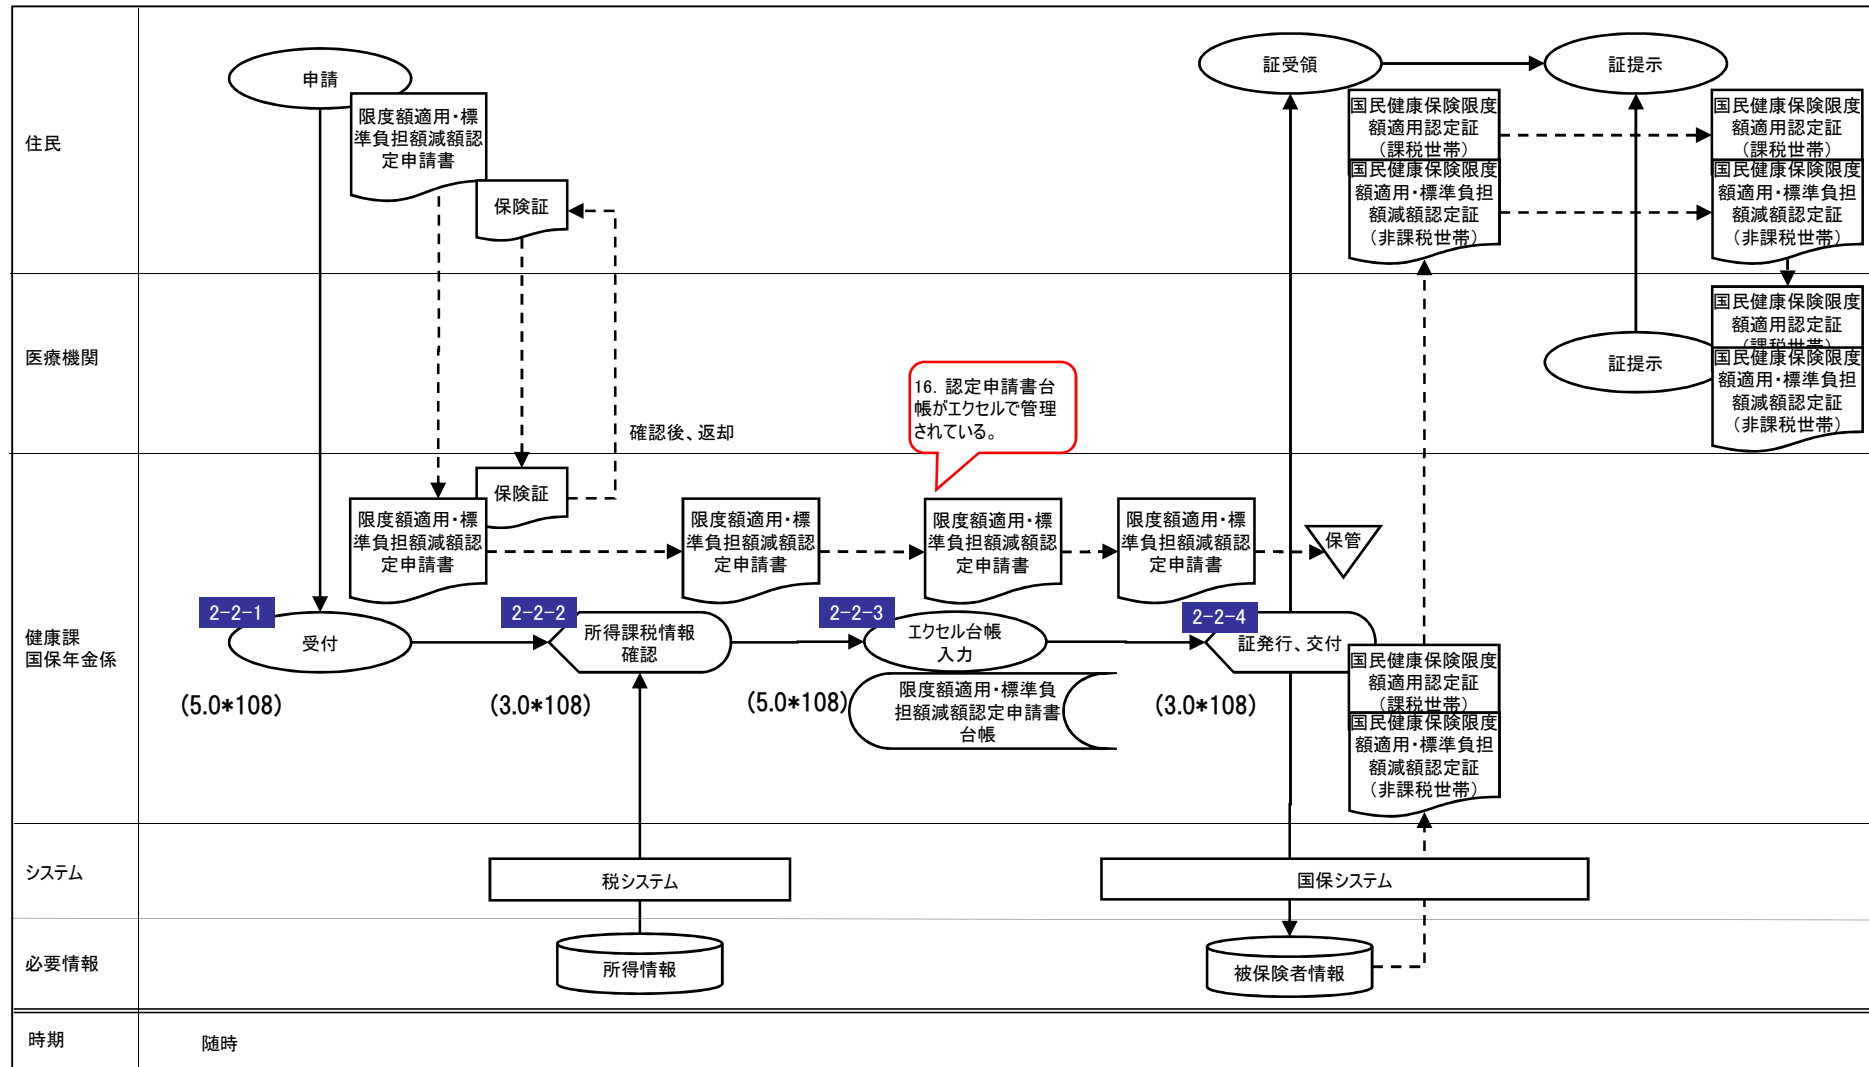 住民
申請
限度額適用・標
準負担額減額認
定申請書
保険証
証受領
証提示
国民健康保険限度
額適用認定証
（課税世帯）
国民健康保険限度
額適用・標準負担
額減額認定証
（非課税世帯）
国民健康保険限度
額適用認定証
（課税世帯）
国民健康保険限度
額適用・標準負担
額減額認定証
（非課税世帯）
医療機関
確認後、返却
16. 認定申請書台
帳がエクセルで管理
されている。
証提示
国民健康保険限度
額適用認定証
（課税世帯）
国民健康保険限度
額適用・標準負担
額減額認定証
（非課税世帯）
健康課
国保年金係
保険証
限度額適用・標
準負担額減額認
定申請書
限度額適用・標
準負担額減額認
定申請書
限度額適用・標
準負担額減額認
定申請書
限度額適用・標
準負担額減額認
定申請書
保管
2-2-1
受付
(5.0*108)
2-2-2
所得課税情報
確認
(3.0*108)
2-2-3
エクセル台帳
入力
(5.0*108)
限度額適用・標準負
担額減額認定申請書
台帳
2-2-4
証発行、交付
(3.0*108)
国民健康保険限度
額適用認定証
（課税世帯）
国民健康保険限度
額適用・標準負担
額減額認定証
（非課税世帯）
システム
税システム
国保システム
必要情報
所得情報
被保険者情報
時期
随時